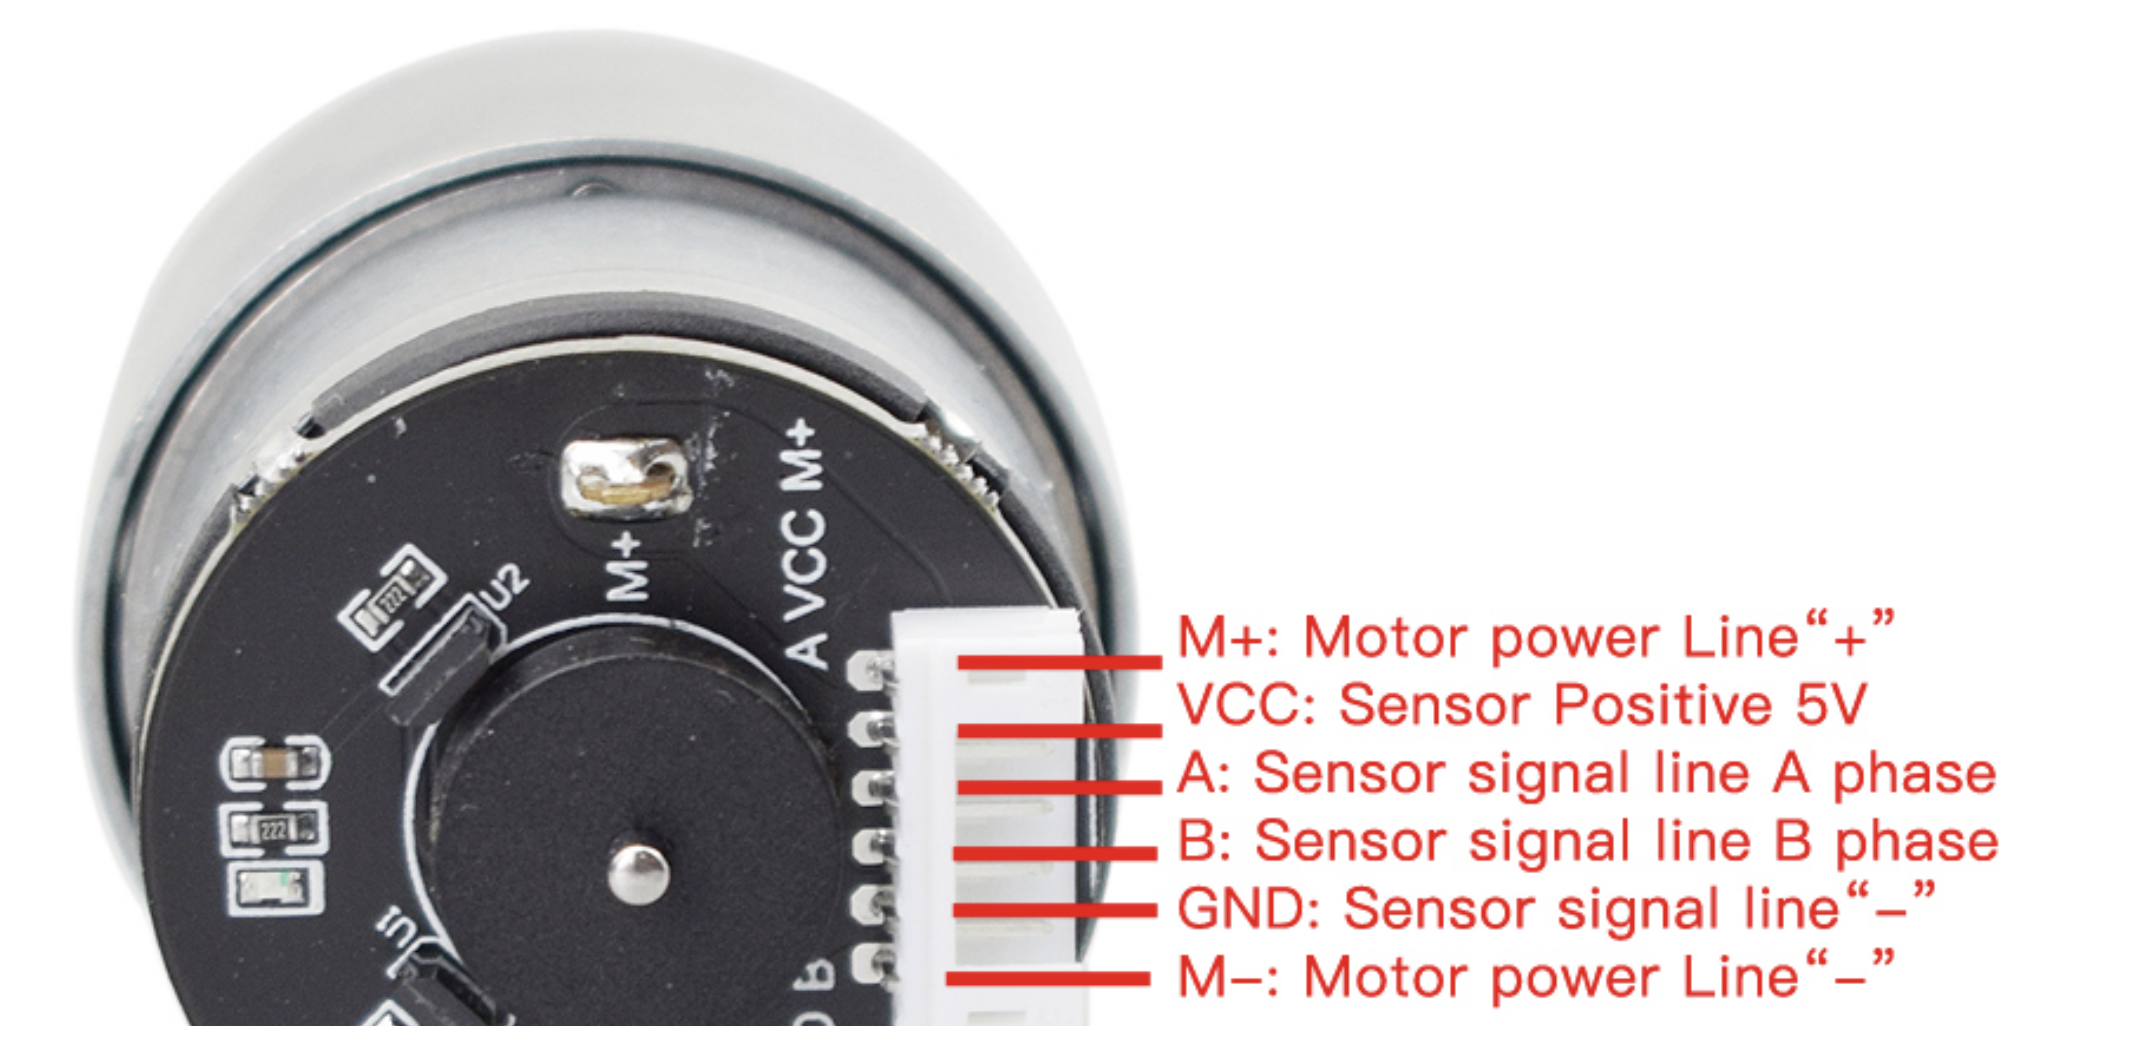 M+: Motor power Line“+”
VCC: Sensor Positive 5V
A: Sensor signal line A phase
B: Sensor signal line B phase
GND: Sensor signal line“–”
M–: Motor power Line“–”
A VCC M+
M+
U2
222
222
U1
B